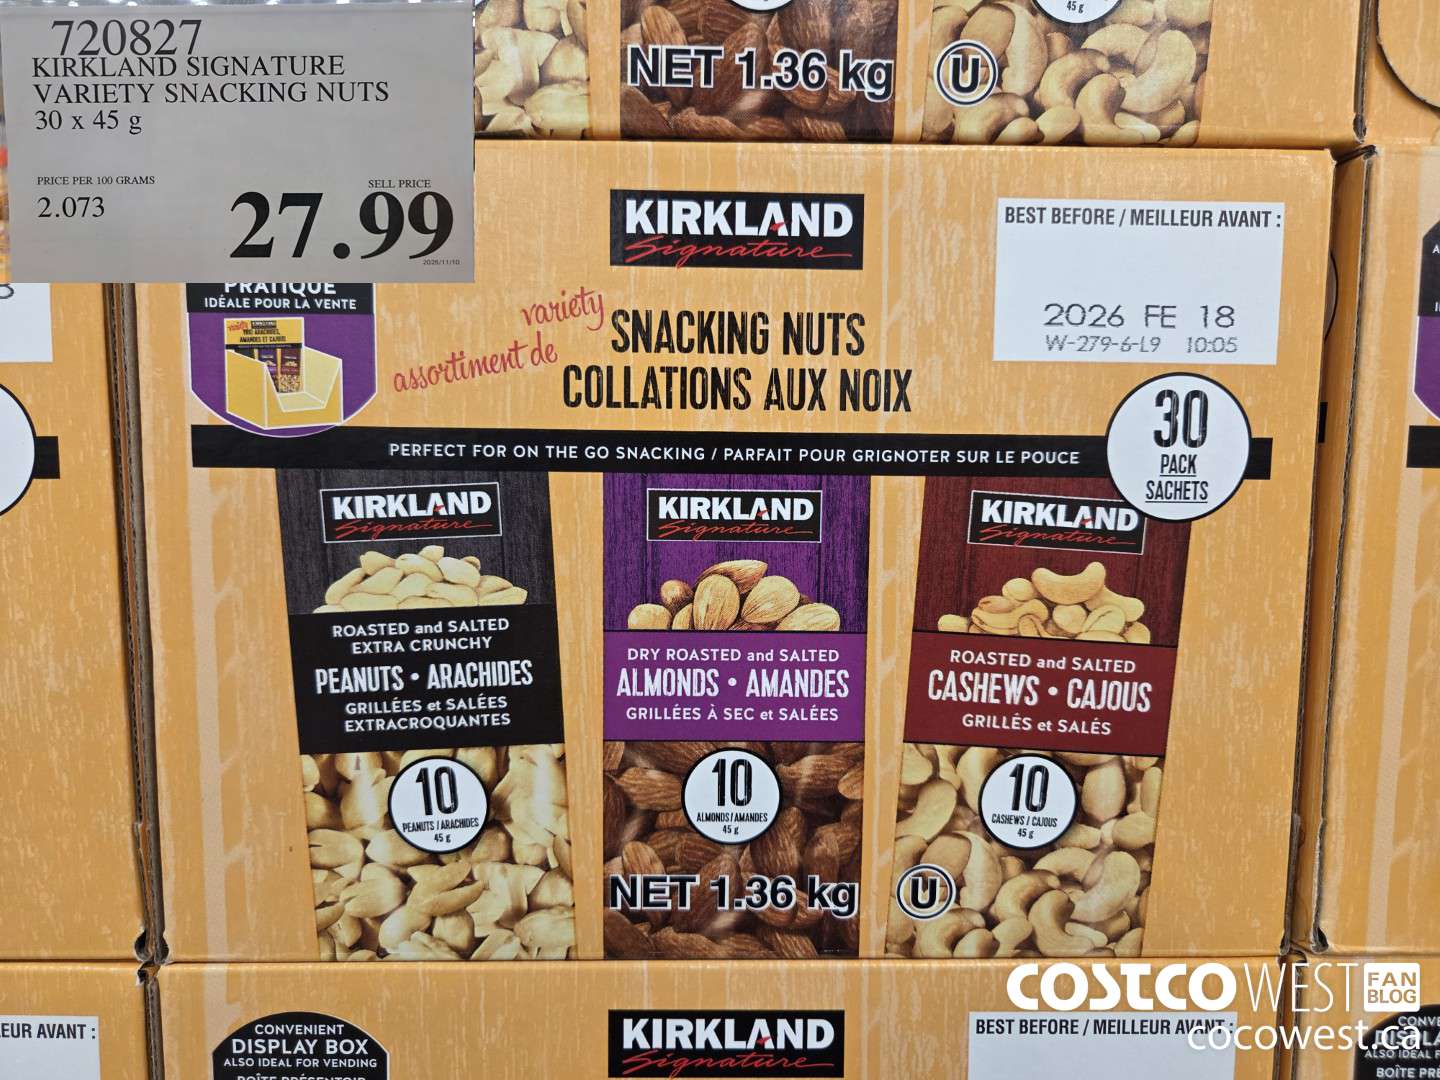 720827
KIRKLAND SIGNATURE
VARIETY SNACKING NUTS
30 x 45 g
PRICE PER 100 GRAMS
2.073
SELL PRICE
27.99
45 g
NET 1.36 kg
U
PRATIQUE
IDÉALE POUR LA VENTE
KIRKLAND
Signature
variety
assortiment de
SNACKING NUTS
COLLATIONS AUX NOIX
BEST BEFORE / MEILLEUR AVANT :
2026 FE 18
W-279-6-L9 10:05
30
PACK
SACHETS
PERFECT FOR ON THE GO SNACKING / PARFAIT POUR GRIGNOTER SUR LE POUCE
KIRKLAND
Signature
ROASTED and SALTED
EXTRA CRUNCHY
PEANUTS • ARACHIDES
GRILLÉES et SALÉES
EXTRACROQUANTES
10
PEANUTS / ARACHIDES
45 g
KIRKLAND
Signature
DRY ROASTED and SALTED
ALMONDS • AMANDES
GRILLÉES À SEC et SALÉES
10
ALMONDS / AMANDES
45 g
NET 1.36 kg
KIRKLAND
Signature
ROASTED and SALTED
CASHEWS • CAJOUS
GRILLÉS et SALÉS
10
CASHEWS / CAJOUS
45 g
U
EUR AVANT :
CONVENIENT
DISPLAY BOX
ALSO IDEAL FOR VENDING
KIRKLAND
Signature
BEST BEFORE / MEILLEUR AVANT :
COSTCO WEST FAN BLOG
cocowest.ca